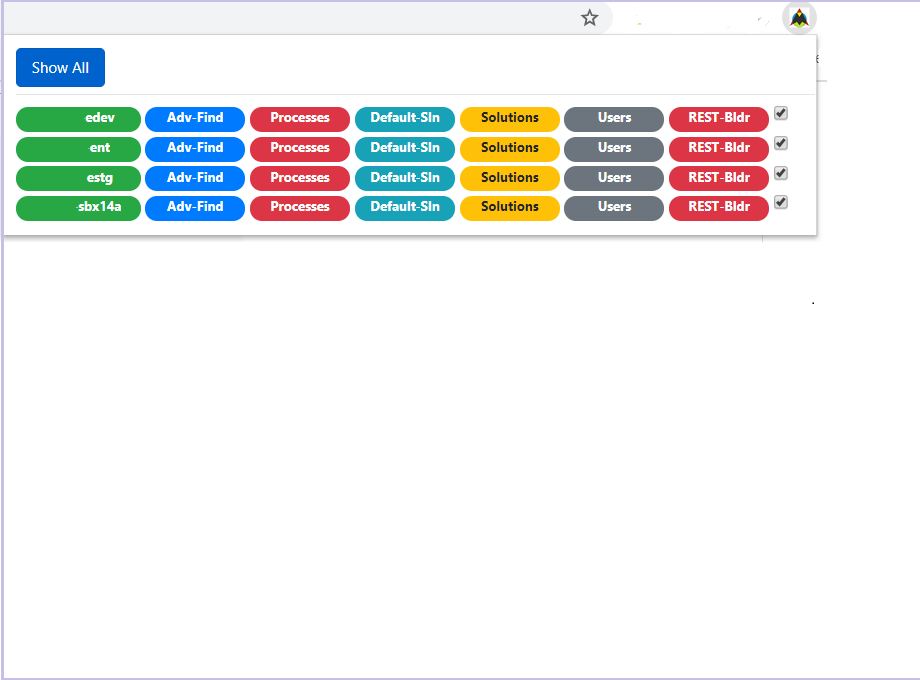 Show All
edev Adv-Find Processes Default-Sln Solutions Users REST-Bldr
ent Adv-Find Processes Default-Sln Solutions Users REST-Bldr
estg Adv-Find Processes Default-Sln Solutions Users REST-Bldr
-sbx14a Adv-Find Processes Default-Sln Solutions Users REST-Bldr